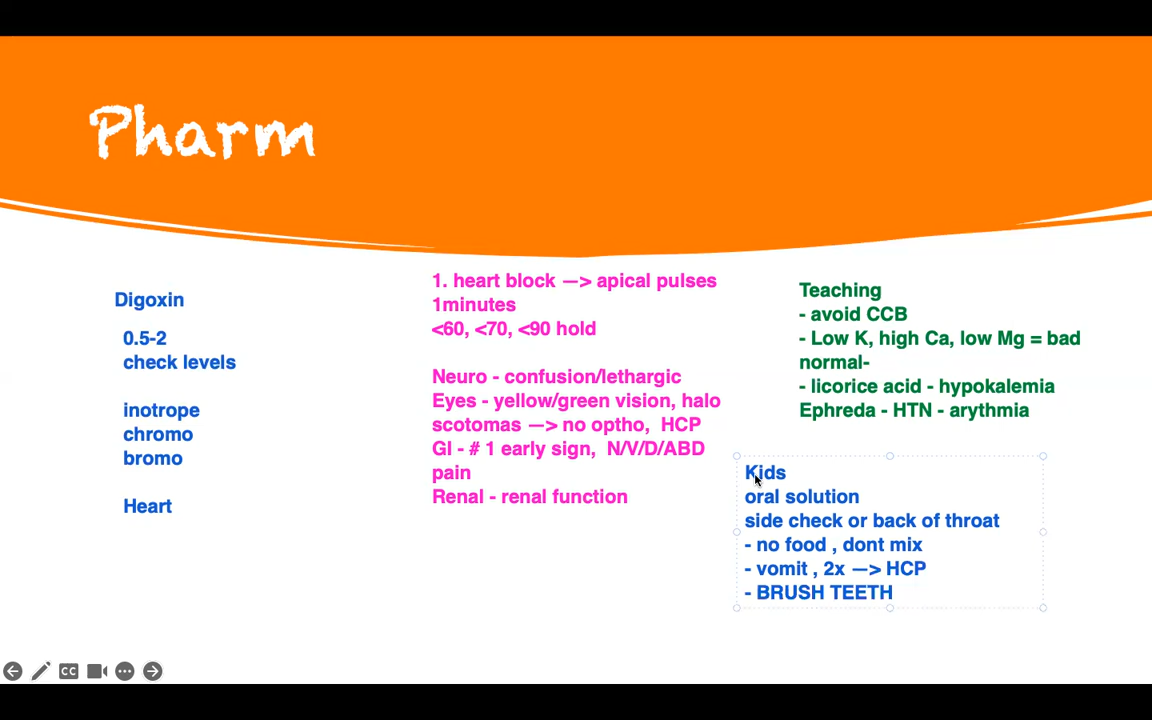 Pharm
Digoxin
0.5-2
check levels
inotrope
chromo
bromo
Heart
1. heart block —> apical pulses
1minutes
<60, <70, <90 hold
Neuro - confusion/lethargic
Eyes - yellow/green vision, halo
scotomas —> no optho,  HCP
GI - # 1 early sign,  N/V/D/ABD
pain
Renal - renal function
Teaching
- avoid CCB
- Low K, high Ca, low Mg = bad
normal-
- licorice acid - hypokalemia
Ephreda - HTN - arythmia
Kids
oral solution
side check or back of throat
- no food , dont mix
- vomit , 2x —> HCP
- BRUSH TEETH
CC